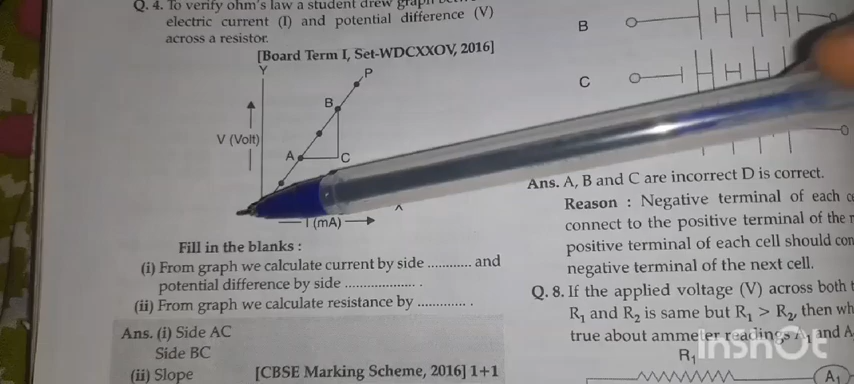 Q. 4. To verify ohm's law a student drew graph between
electric current (I) and potential difference (V)
across a resistor.
[Board Term I, Set-WDCXXOV, 2016]
Y
P
B
V (Volt)
A
C
I (mA)
X
Fill in the blanks :
(i) From graph we calculate current by side ............ and
potential difference by side ................... .
(ii) From graph we calculate resistance by ............. .
Ans. (i) Side AC
Side BC
(ii) Slope [CBSE Marking Scheme, 2016] 1+1
B
C
Ans. A, B and C are incorrect D is correct.
Reason : Negative terminal of each
connect to the positive terminal of the
positive terminal of each cell should
negative terminal of the next cell.
Q. 8. If the applied voltage (V) across both
R₁ and R₂ is same but R₁ > R₂, then
true about ammeter readings A₁ and A
R₁
A₁
InShOt